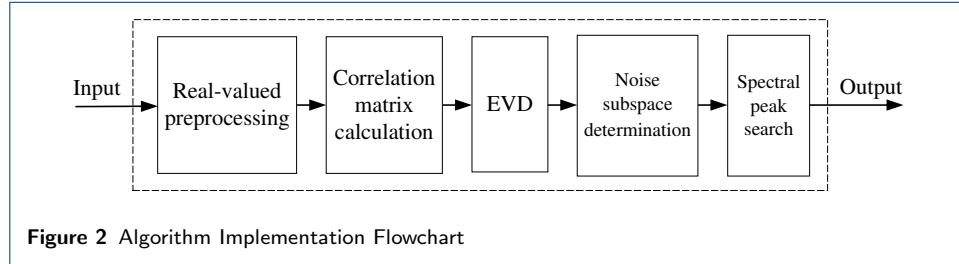 Input
Real-valued
preprocessing
Correlation
matrix
calculation
EVD
Noise
subspace
determination
Spectral
peak
search
Output
Figure 2 Algorithm Implementation Flowchart